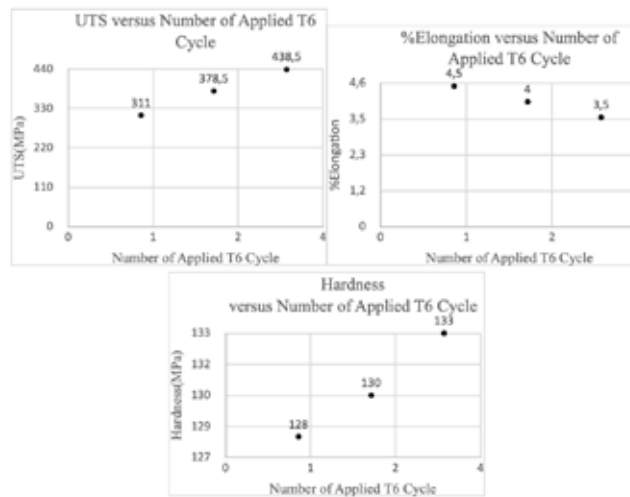 UTS versus Number of Applied T6
Cycle
438,5
440
378,5
330
311
220
110
0
0
1
2
4
UTS(MPa)
Number of Applied T6 Cycle
%Elongation versus Number of
Applied T6 Cycle
4,6
4,5
4
3,5
3,5
2,3
1,2
0
0
1
2
%Elongation
Number of Applied T6 Cycle
Hardness
versus Number of Applied T6 Cycle
133
133
132
130
130
129
128
127
0
1
2
4
Hardness(MPa)
Number of Applied T6 Cycle